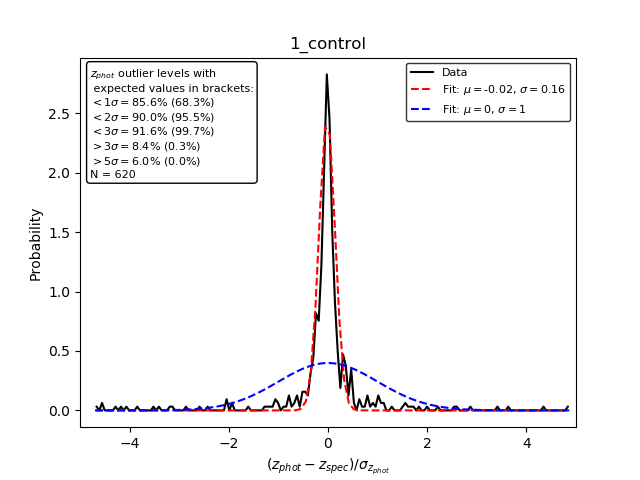 1_control
z_phot outlier levels with
expected values in brackets:
< 1σ = 85.6% (68.3%)
< 2σ = 90.0% (95.5%)
< 3σ = 91.6% (99.7%)
> 3σ = 8.4% (0.3%)
> 5σ = 6.0% (0.0%)
N = 620
Data
Fit: μ = -0.02, σ = 0.16
Fit: μ = 0, σ = 1
Probability
2.5
2.0
1.5
1.0
0.5
0.0
−4 −2 0 2 4
(z_phot − z_spec)/σ_z_phot